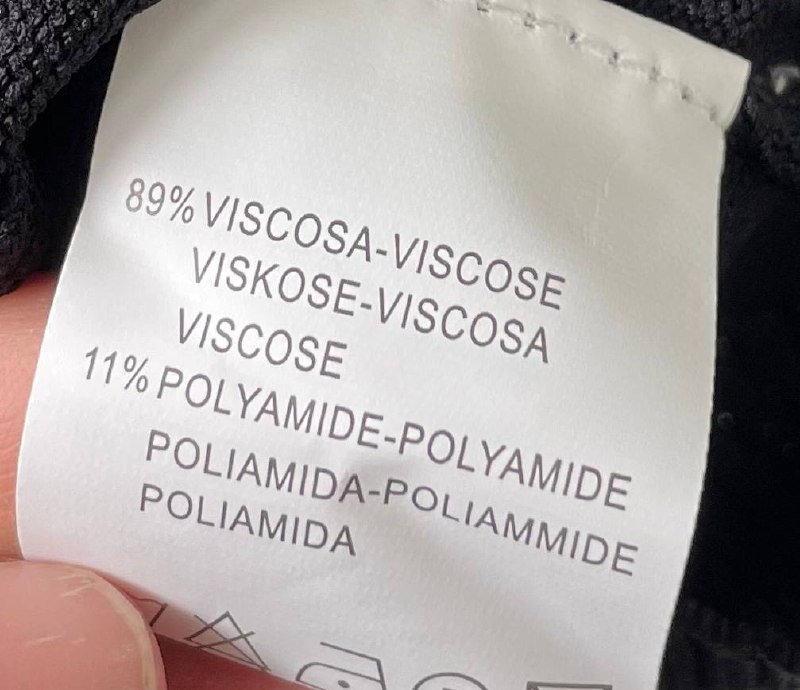 89% VISCOSA-VISCOSE
VISKOSE-VISCOSA
VISCOSE
11% POLYAMIDE-POLYAMIDE
POLIAMIDA-POLIAMMIDE
POLIAMIDA